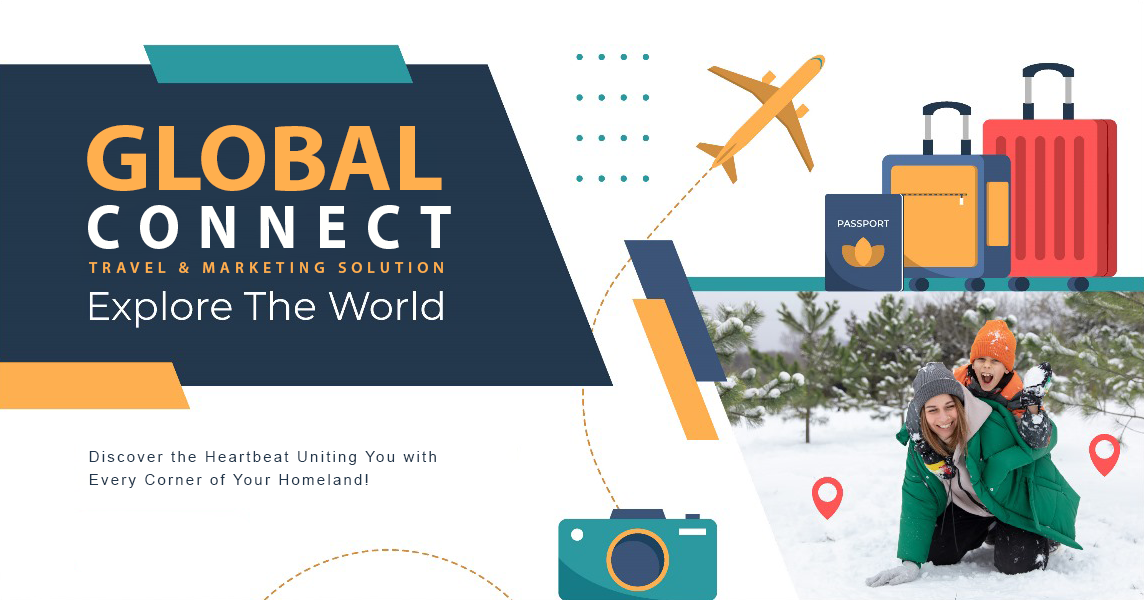 GLOBAL
CONNECT
TRAVEL & MARKETING SOLUTION
Explore The World
Discover the Heartbeat Uniting You with
Every Corner of Your Homeland!
PASSPORT